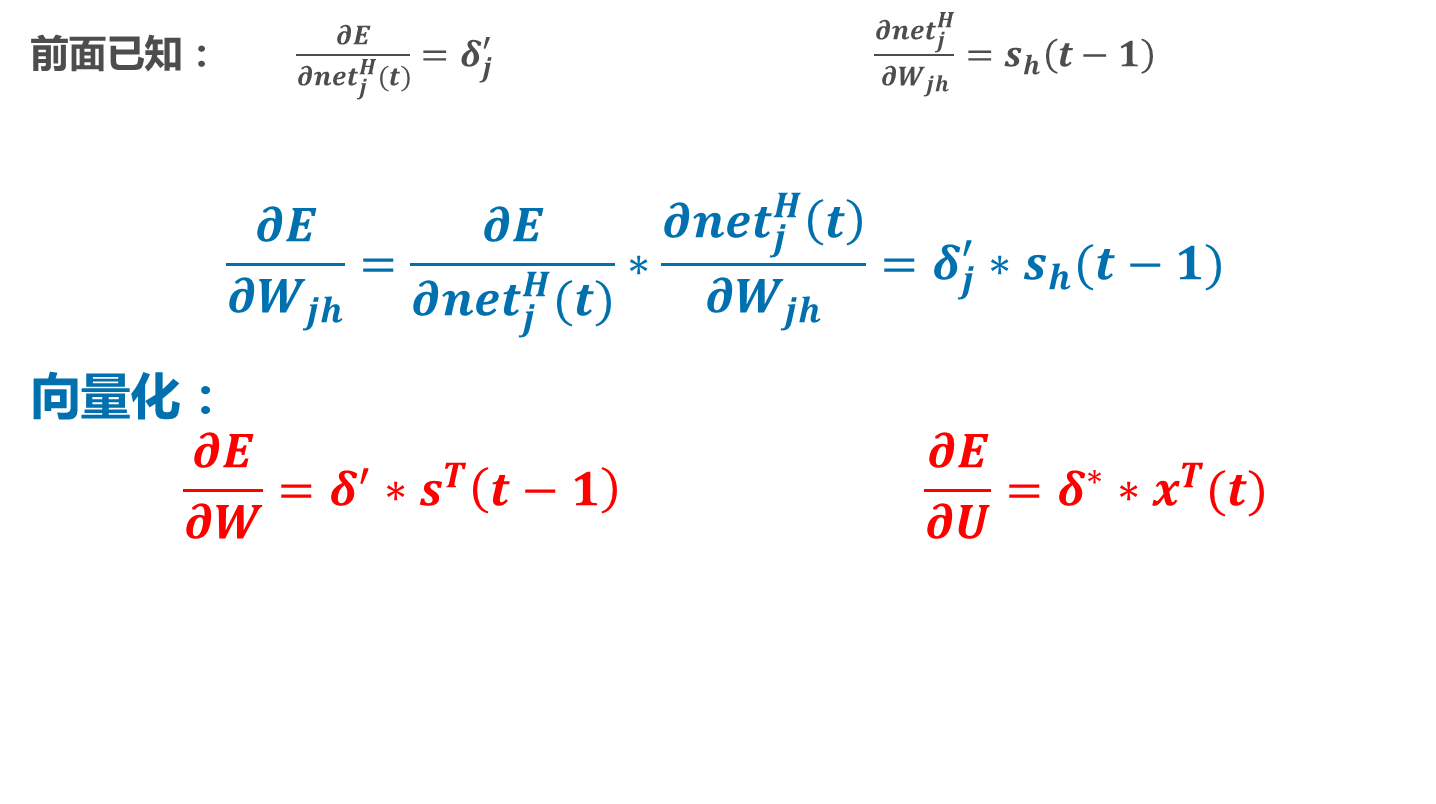 前面已知： ∂E/∂net_j^H(t) = δ′_j ∂net_j^H/∂W_jh = s_h(t − 1)
∂E/∂W_jh = ∂E/∂net_j^H(t) * ∂net_j^H(t)/∂W_jh = δ′_j * s_h(t − 1)
向量化：
∂E/∂W = δ′ * s^T(t − 1) ∂E/∂U = δ* * x^T(t)